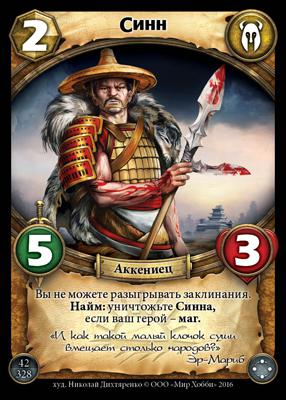 2
Синн
5
Аккениец
3
Вы не можете разыгрывать заклинания.
Найм: уничтожьте Синна,
если ваш герой – маг.
«И как такой малый клочок суши
вмещает столько народов?»
Эр-Мариб
42
328
худ. Николай Дихтяренко © ООО «Мир Хобби» 2016